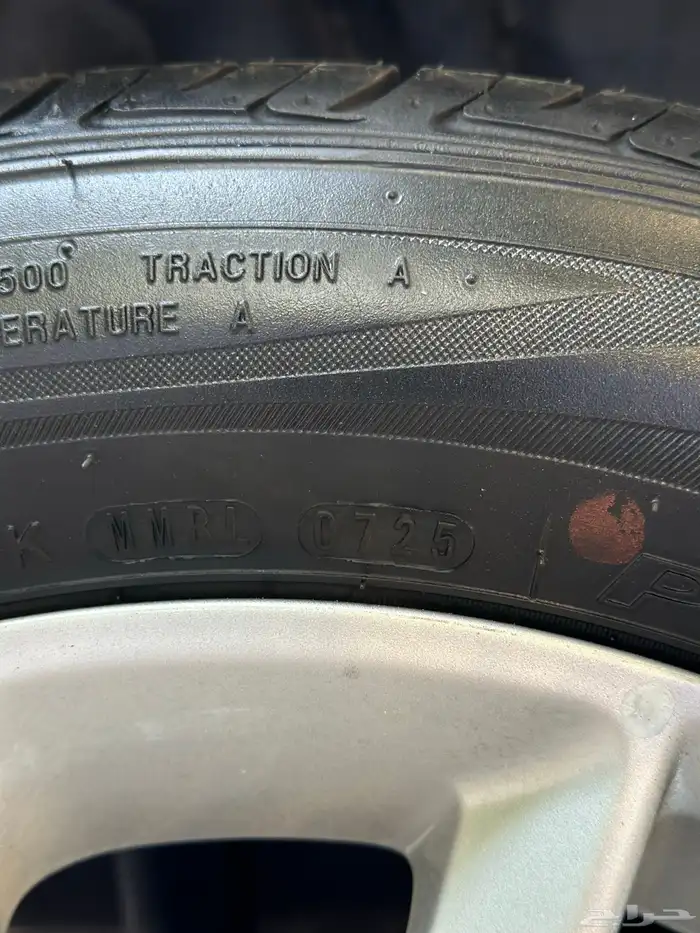 500 TRACTION A
ERATURE A
K MMRL 0725 P
حراج